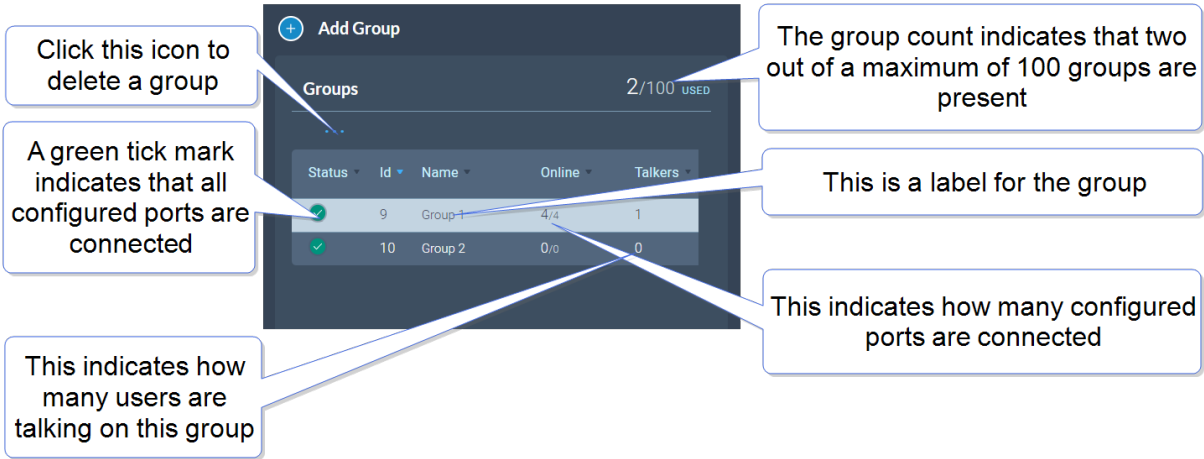 Click this icon to
delete a group
A green tick mark
indicates that all
configured ports are
connected
This indicates how
many users are
talking on this group
Add Group
Groups
2/100 USED
...
Status Id Name Online Talkers
9 Group 1 4/4 1
10 Group 2 0/0 0
The group count indicates that two
out of a maximum of 100 groups are
present
This is a label for the group
This indicates how many configured
ports are connected